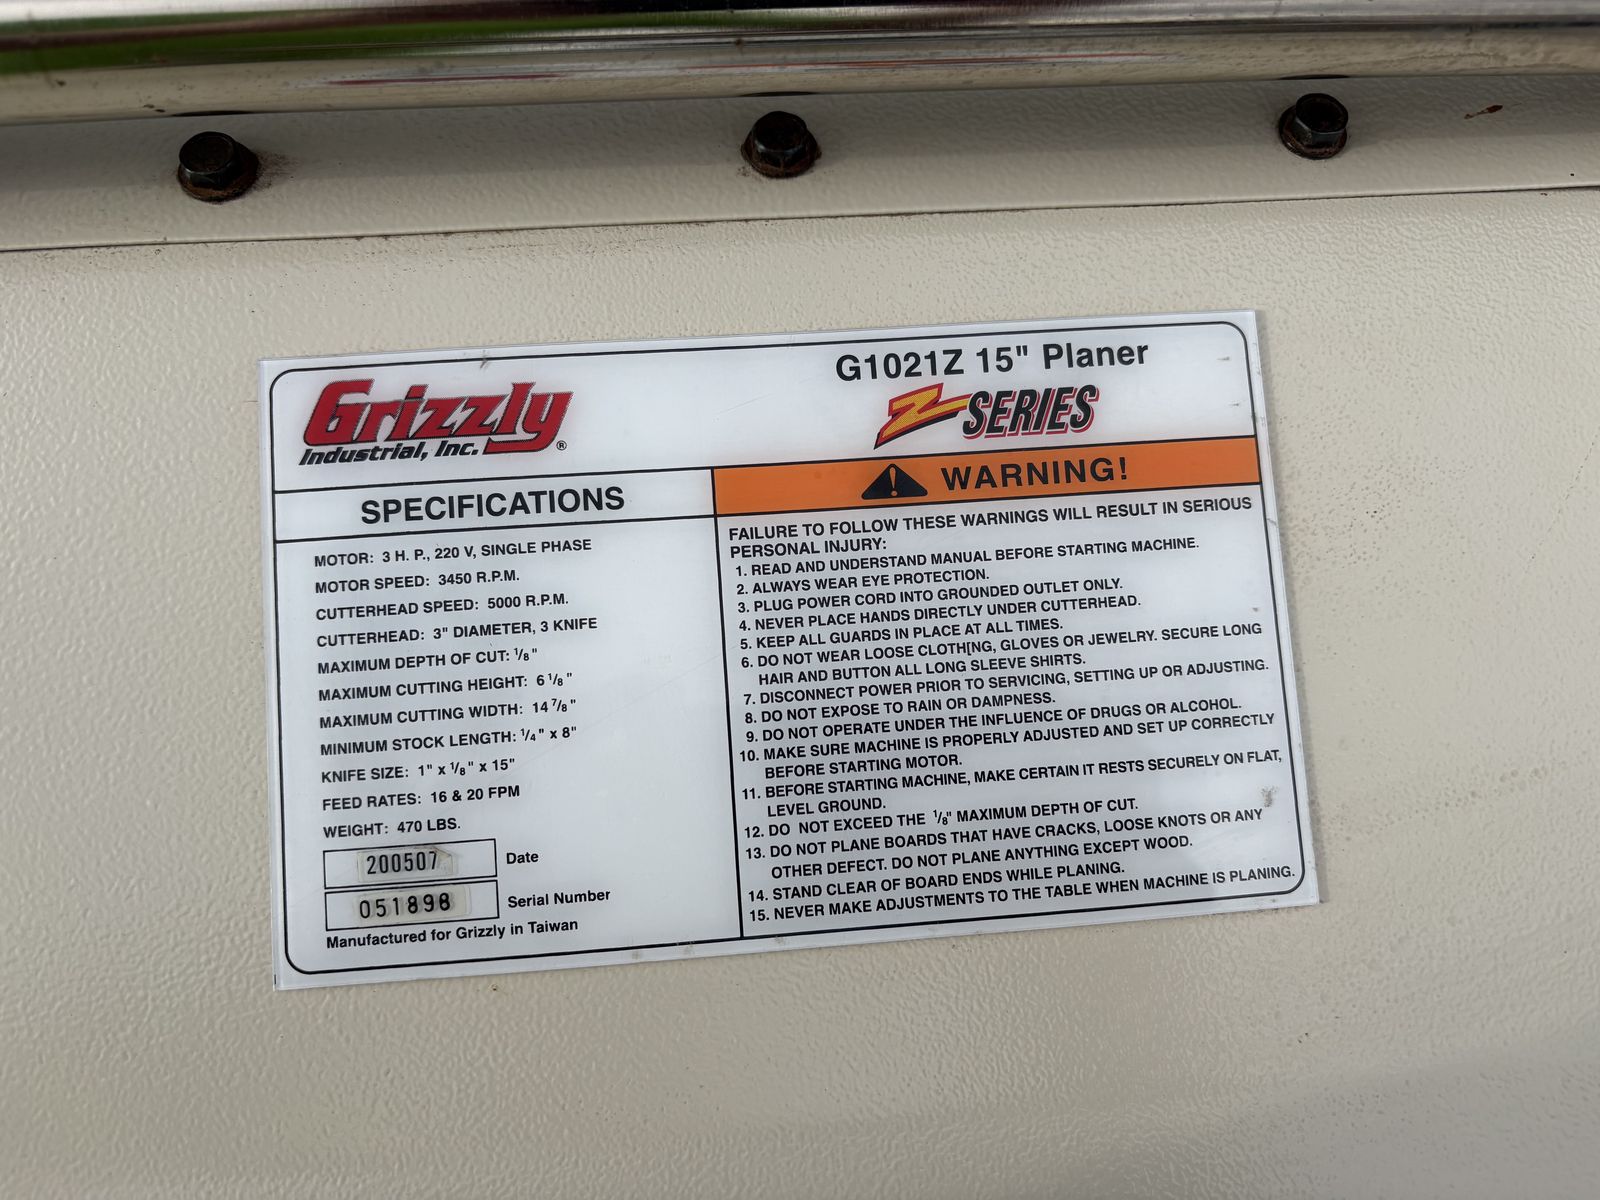 Grizzly
Industrial, Inc. ®
G1021Z 15" Planer
Z SERIES
SPECIFICATIONS
MOTOR: 3 H. P., 220 V, SINGLE PHASE
MOTOR SPEED: 3450 R.P.M.
CUTTERHEAD SPEED: 5000 R.P.M.
CUTTERHEAD: 3" DIAMETER, 3 KNIFE
MAXIMUM DEPTH OF CUT: 1/8"
MAXIMUM CUTTING HEIGHT: 6 1/8"
MAXIMUM CUTTING WIDTH: 14 7/8"
MINIMUM STOCK LENGTH: 1/4" x 8"
KNIFE SIZE: 1" x 1/8" x 15"
FEED RATES: 16 & 20 FPM
WEIGHT: 470 LBS.
200507 Date
051898 Serial Number
Manufactured for Grizzly in Taiwan
WARNING!
FAILURE TO FOLLOW THESE WARNINGS WILL RESULT IN SERIOUS
PERSONAL INJURY:
1. READ AND UNDERSTAND MANUAL BEFORE STARTING MACHINE.
2. ALWAYS WEAR EYE PROTECTION.
3. PLUG POWER CORD INTO GROUNDED OUTLET ONLY.
4. NEVER PLACE HANDS DIRECTLY UNDER CUTTERHEAD.
5. KEEP ALL GUARDS IN PLACE AT ALL TIMES.
6. DO NOT WEAR LOOSE CLOTH[NG, GLOVES OR JEWELRY. SECURE LONG
HAIR AND BUTTON ALL LONG SLEEVE SHIRTS.
7. DISCONNECT POWER PRIOR TO SERVICING, SETTING UP OR ADJUSTING.
8. DO NOT EXPOSE TO RAIN OR DAMPNESS.
9. DO NOT OPERATE UNDER THE INFLUENCE OF DRUGS OR ALCOHOL.
10. MAKE SURE MACHINE IS PROPERLY ADJUSTED AND SET UP CORRECTLY
BEFORE STARTING MOTOR.
11. BEFORE STARTING MACHINE, MAKE CERTAIN IT RESTS SECURELY ON FLAT,
LEVEL GROUND.
12. DO NOT EXCEED THE 1/8" MAXIMUM DEPTH OF CUT.
13. DO NOT PLANE BOARDS THAT HAVE CRACKS, LOOSE KNOTS OR ANY
OTHER DEFECT. DO NOT PLANE ANYTHING EXCEPT WOOD.
14. STAND CLEAR OF BOARD ENDS WHILE PLANING.
15. NEVER MAKE ADJUSTMENTS TO THE TABLE WHEN MACHINE IS PLANING.